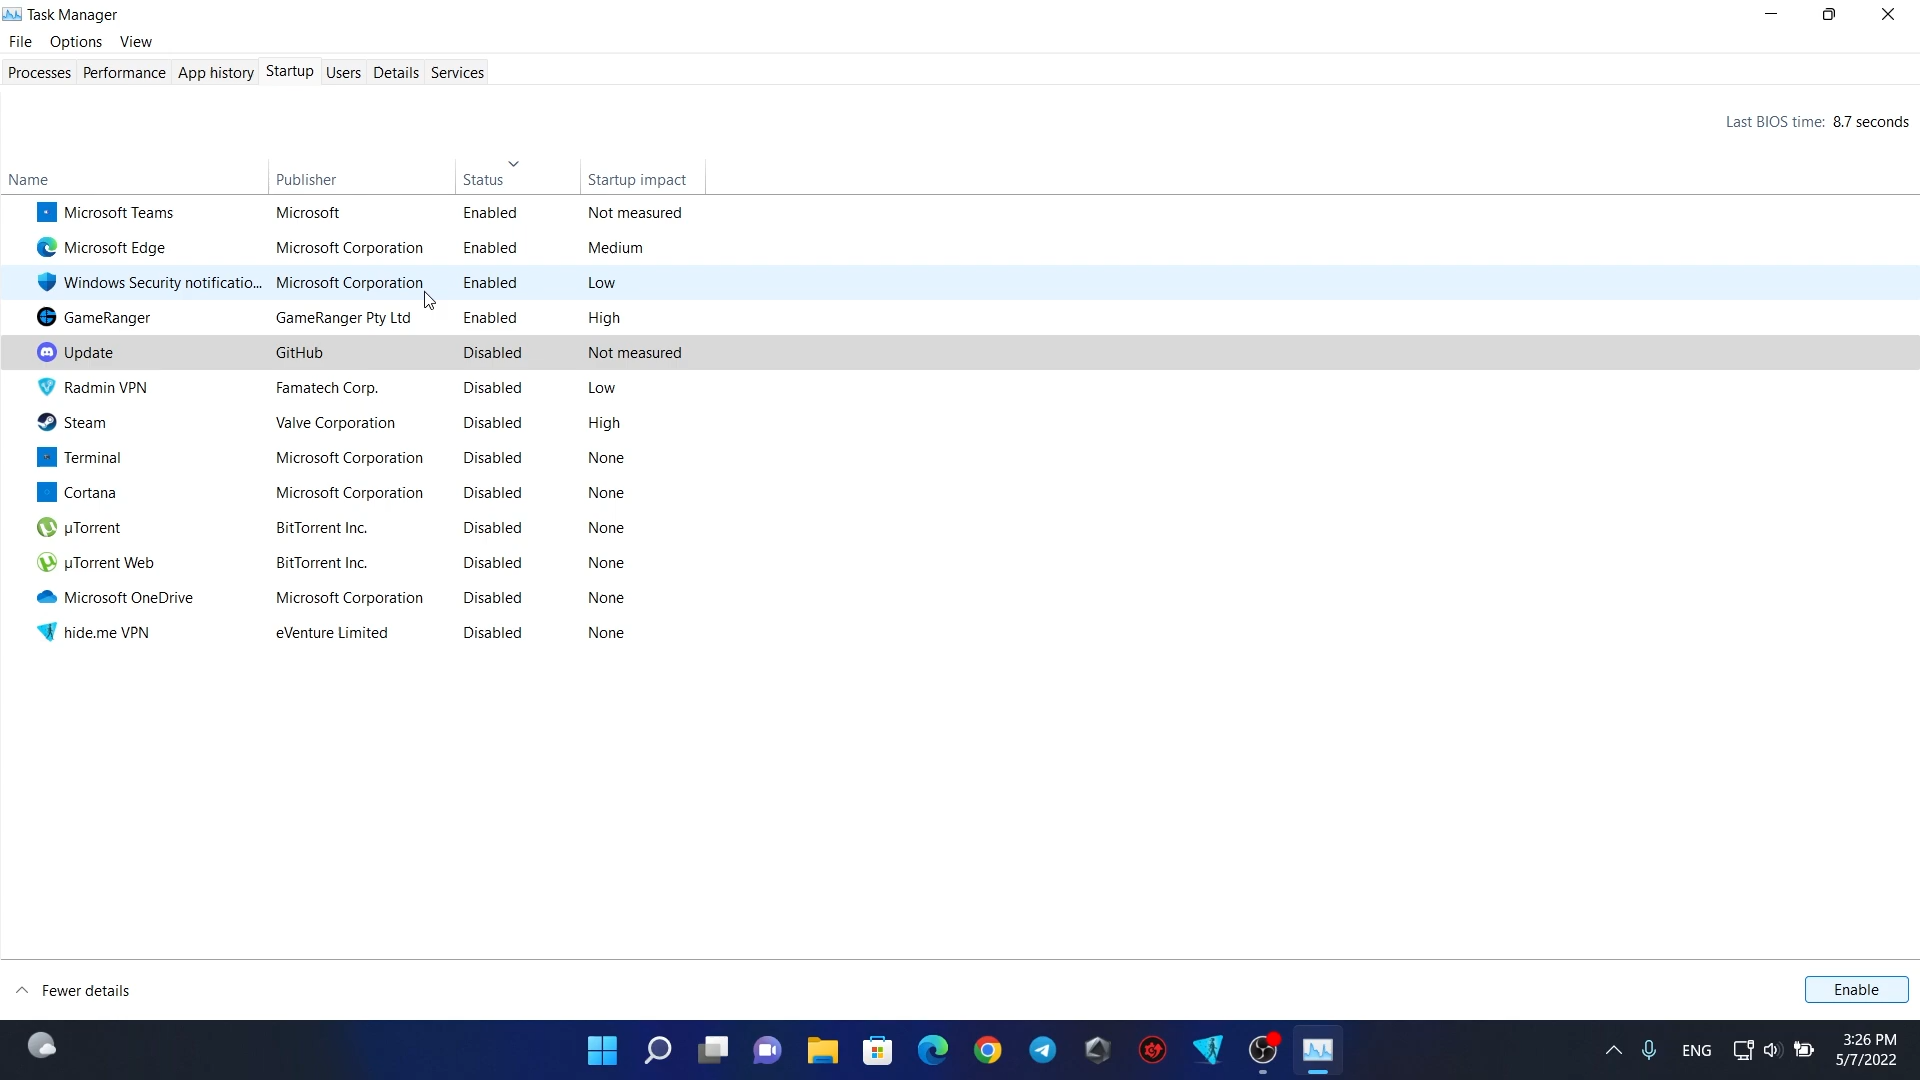 Task Manager
File Options View
Processes Performance App history Startup Users Details Services
Last BIOS time: 8.7 seconds
Name Publisher Status Startup impact
Microsoft Teams Microsoft Enabled Not measured
Microsoft Edge Microsoft Corporation Enabled Medium
Windows Security notificatio... Microsoft Corporation Enabled Low
GameRanger GameRanger Pty Ltd Enabled High
Update GitHub Disabled Not measured
Radmin VPN Famatech Corp. Disabled Low
Steam Valve Corporation Disabled High
Terminal Microsoft Corporation Disabled None
Cortana Microsoft Corporation Disabled None
µTorrent BitTorrent Inc. Disabled None
µTorrent Web BitTorrent Inc. Disabled None
Microsoft OneDrive Microsoft Corporation Disabled None
hide.me VPN eVenture Limited Disabled None
Fewer details Enable
ENG 3:26 PM
5/7/2022